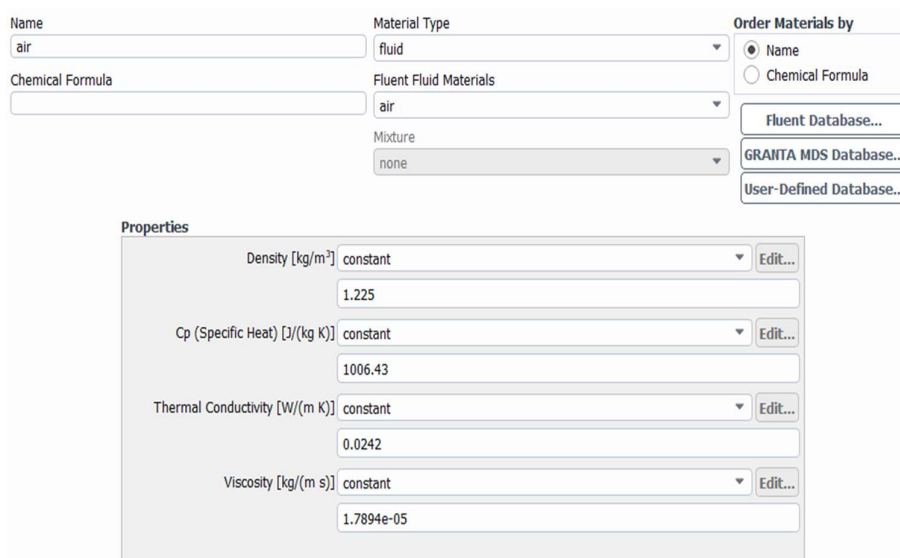 Name
air
Chemical Formula
Material Type
fluid
Fluent Fluid Materials
air
Mixture
none
Order Materials by
Name
Chemical Formula
Fluent Database...
GRANTA MDS Database..
User-Defined Database..
Properties
Density [kg/m³] constant Edit...
1.225
Cp (Specific Heat) [J/(kg K)] constant Edit...
1006.43
Thermal Conductivity [W/(m K)] constant Edit...
0.0242
Viscosity [kg/(m s)] constant Edit...
1.7894e-05